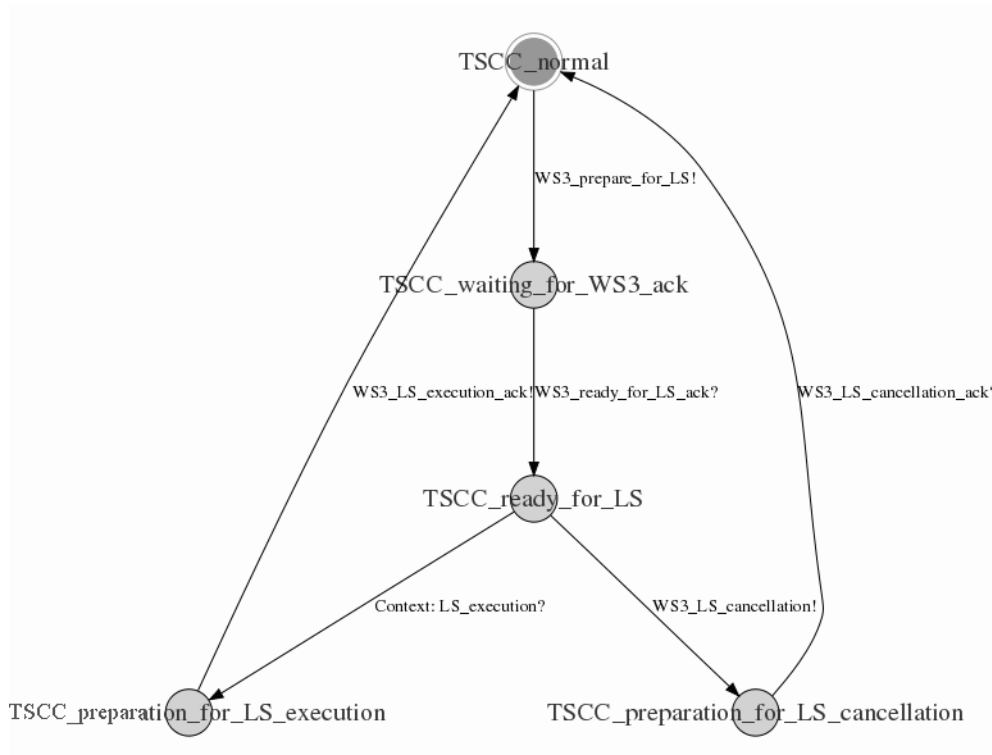 TSCC_normal
WS3_prepare_for_LS!
TSCC_waiting_for_WS3_ack
WS3_LS_execution_ack!
WS3_ready_for_LS_ack?
WS3_LS_cancellation_ack?
TSCC_ready_for_LS
Context: LS_execution?
WS3_LS_cancellation!
TSCC_preparation_for_LS_execution
TSCC_preparation_for_LS_cancellation